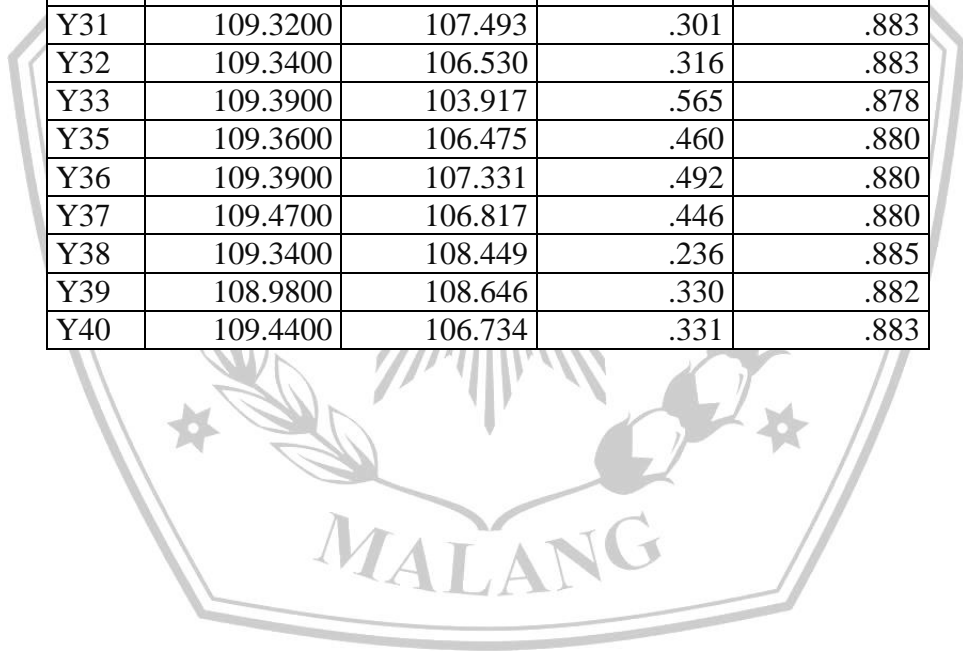 Y31 109.3200 107.493 .301 .883
Y32 109.3400 106.530 .316 .883
Y33 109.3900 103.917 .565 .878
Y35 109.3600 106.475 .460 .880
Y36 109.3900 107.331 .492 .880
Y37 109.4700 106.817 .446 .880
Y38 109.3400 108.449 .236 .885
Y39 108.9800 108.646 .330 .882
Y40 109.4400 106.734 .331 .883
MALANG